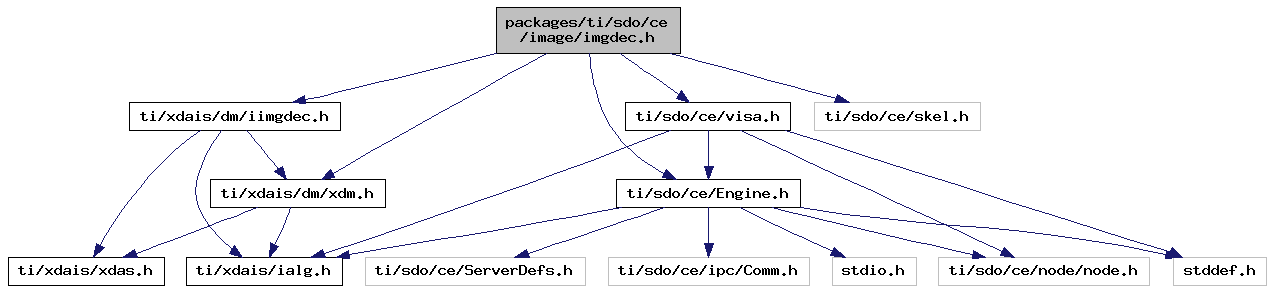 packages/ti/sdo/ce
/image/imgdec.h
ti/xdais/dm/iimgdec.h
ti/sdo/ce/visa.h
ti/sdo/ce/skel.h
ti/xdais/dm/xdm.h
ti/sdo/ce/Engine.h
ti/xdais/xdas.h
ti/xdais/ialg.h
ti/sdo/ce/ServerDefs.h
ti/sdo/ce/ipc/Comm.h
stdio.h
ti/sdo/ce/node/node.h
stddef.h